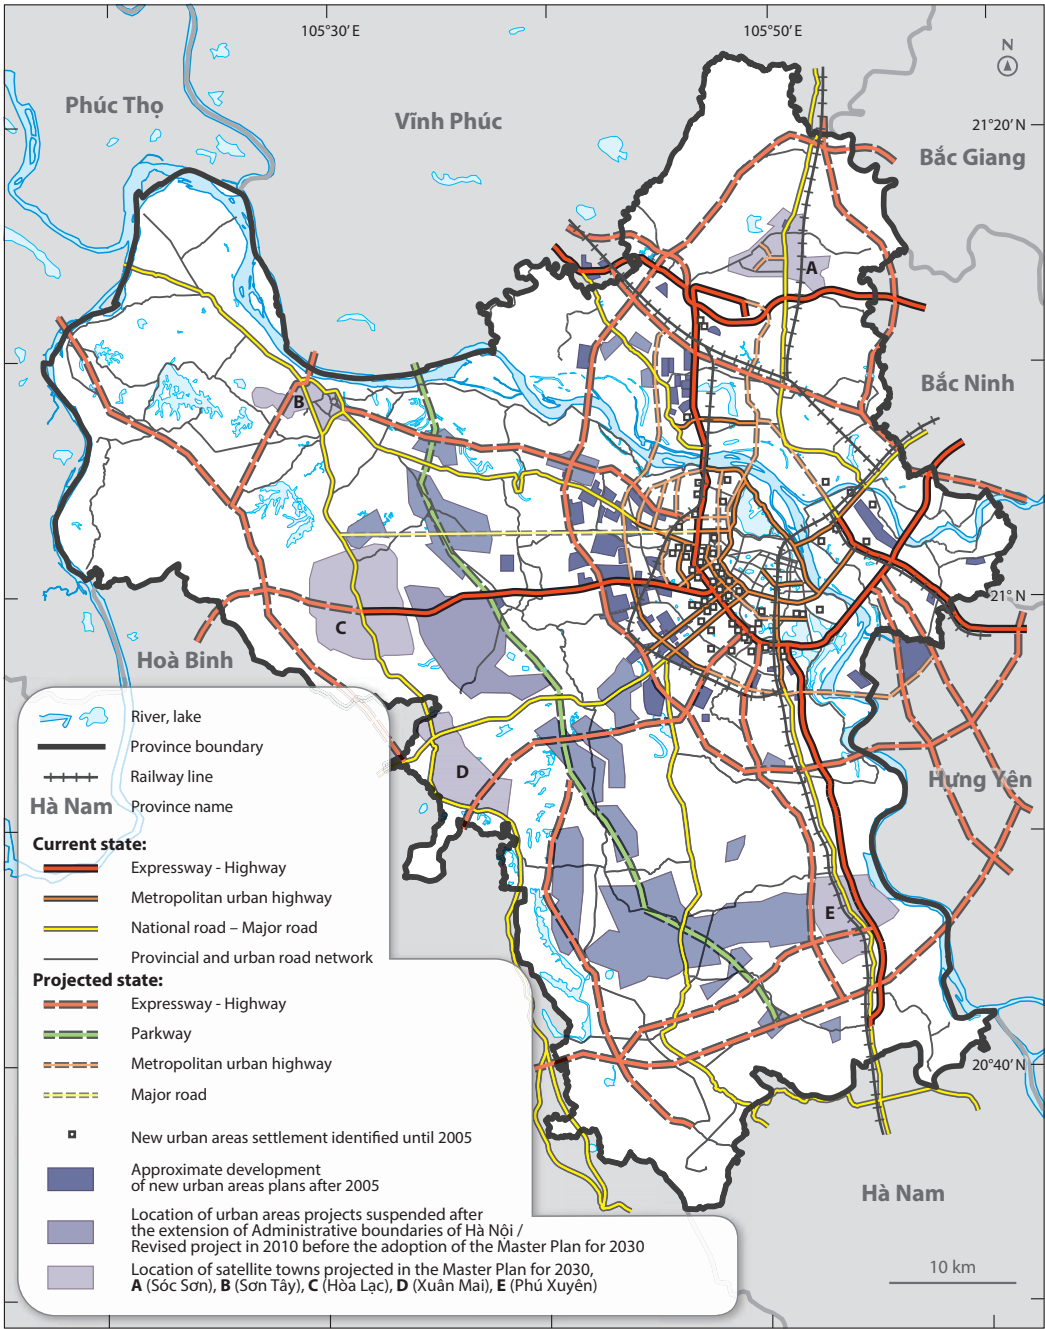 105°30′ E
105°50′ E
N
Phúc Thọ
Vĩnh Phúc
21°20′ N
Bắc Giang
A
Bắc Ninh
B
21° N
C
Hoà Bình
D
Hưng Yên
E
20°40′ N
Hà Nam
10 km
River, lake
Province boundary
Railway line
Hà Nam
Province name
Current state:
Expressway - Highway
Metropolitan urban highway
National road – Major road
Provincial and urban road network
Projected state:
Expressway - Highway
Parkway
Metropolitan urban highway
Major road
New urban areas settlement identified until 2005
Approximate development
of new urban areas plans after 2005
Location of urban areas projects suspended after
the extension of Administrative boundaries of Hà Nội /
Revised project in 2010 before the adoption of the Master Plan for 2030
Location of satellite towns projected in the Master Plan for 2030,
A (Sóc Sơn), B (Sơn Tây), C (Hòa Lạc), D (Xuân Mai), E (Phú Xuyên)